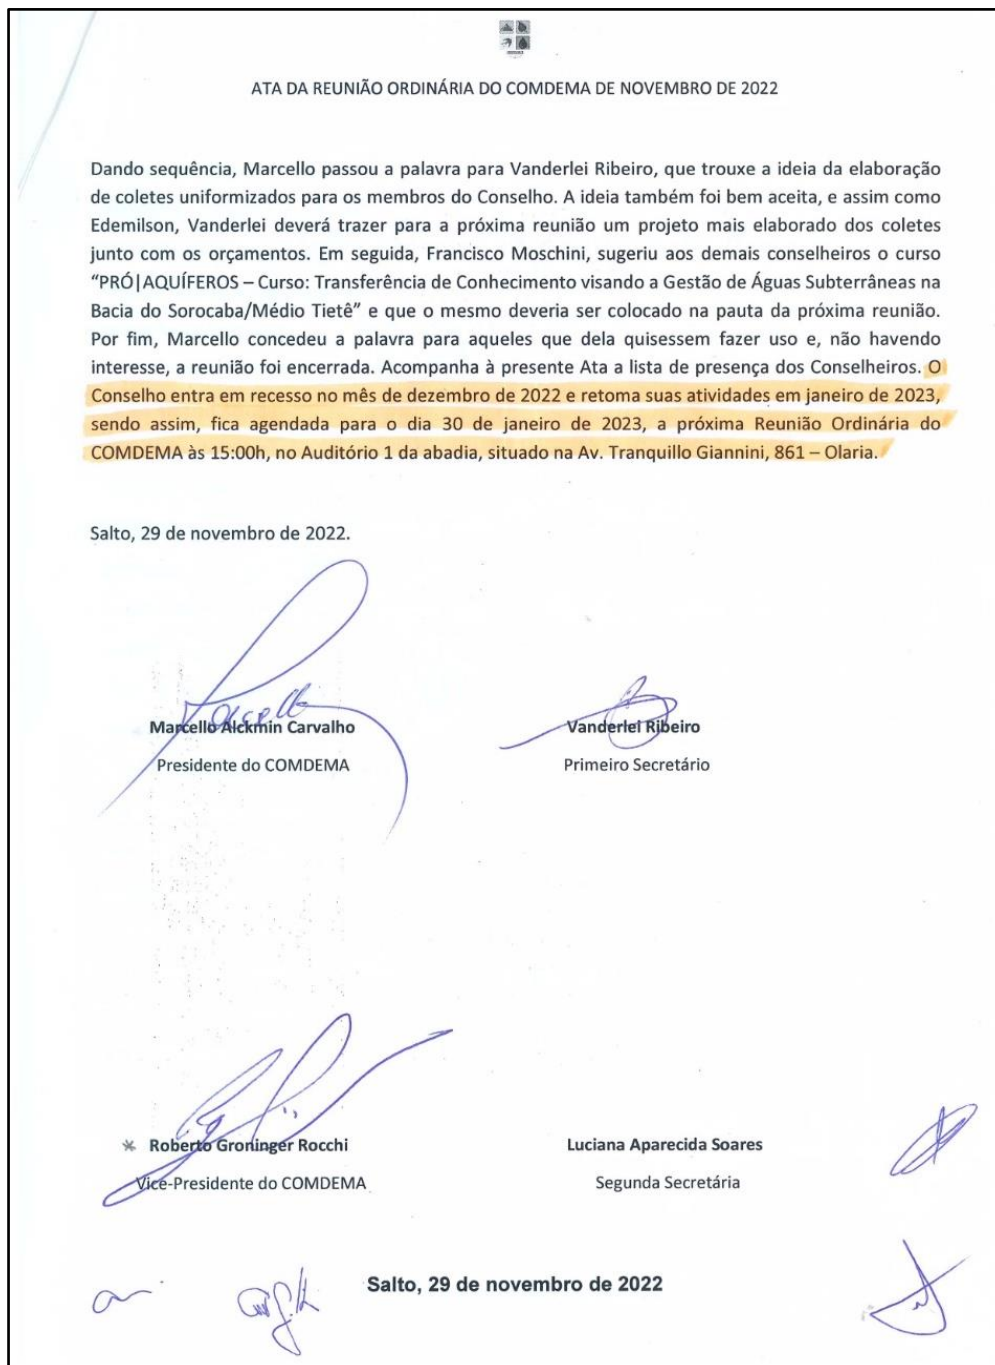 ATA DA REUNIÃO ORDINÁRIA DO COMDEMA DE NOVEMBRO DE 2022
Dando sequência, Marcello passou a palavra para Vanderlei Ribeiro, que trouxe a ideia da elaboração
de coletes uniformizados para os membros do Conselho. A ideia também foi bem aceita, e assim como
Edemilson, Vanderlei deverá trazer para a próxima reunião um projeto mais elaborado dos coletes
junto com os orçamentos. Em seguida, Francisco Moschini, sugeriu aos demais conselheiros o curso
“PRÓ|AQUÍFEROS – Curso: Transferência de Conhecimento visando a Gestão de Águas Subterrâneas na
Bacia do Sorocaba/Médio Tietê” e que o mesmo deveria ser colocado na pauta da próxima reunião.
Por fim, Marcello concedeu a palavra para aqueles que dela quisessem fazer uso e, não havendo
interesse, a reunião foi encerrada. Acompanha à presente Ata a lista de presença dos Conselheiros. O
Conselho entra em recesso no mês de dezembro de 2022 e retoma suas atividades em janeiro de 2023,
sendo assim, fica agendada para o dia 30 de janeiro de 2023, a próxima Reunião Ordinária do
COMDEMA às 15:00h, no Auditório 1 da abadia, situado na Av. Tranquillo Giannini, 861 – Olaria.
Salto, 29 de novembro de 2022.
Marcello Alckmin Carvalho
Presidente do COMDEMA
Vanderlei Ribeiro
Primeiro Secretário
Roberto Groninger Rocchi
Vice-Presidente do COMDEMA
Luciana Aparecida Soares
Segunda Secretária
Salto, 29 de novembro de 2022